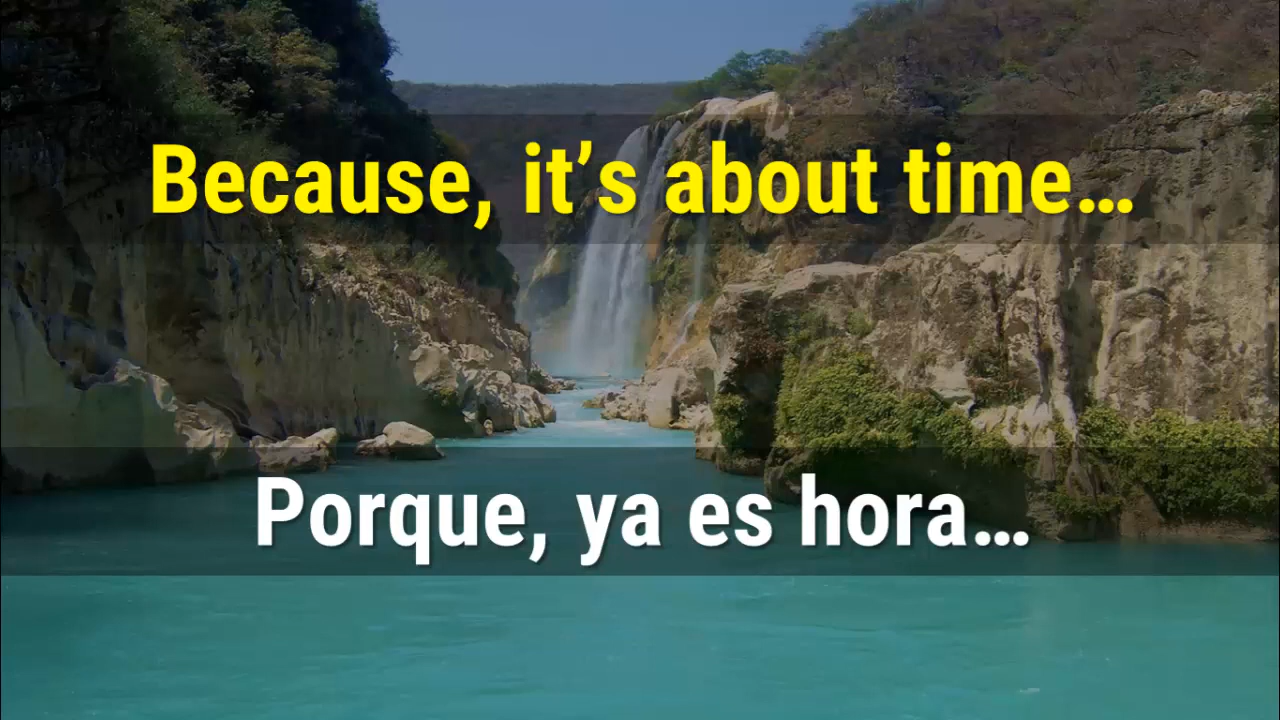 Because, it’s about time…
Porque, ya es hora…